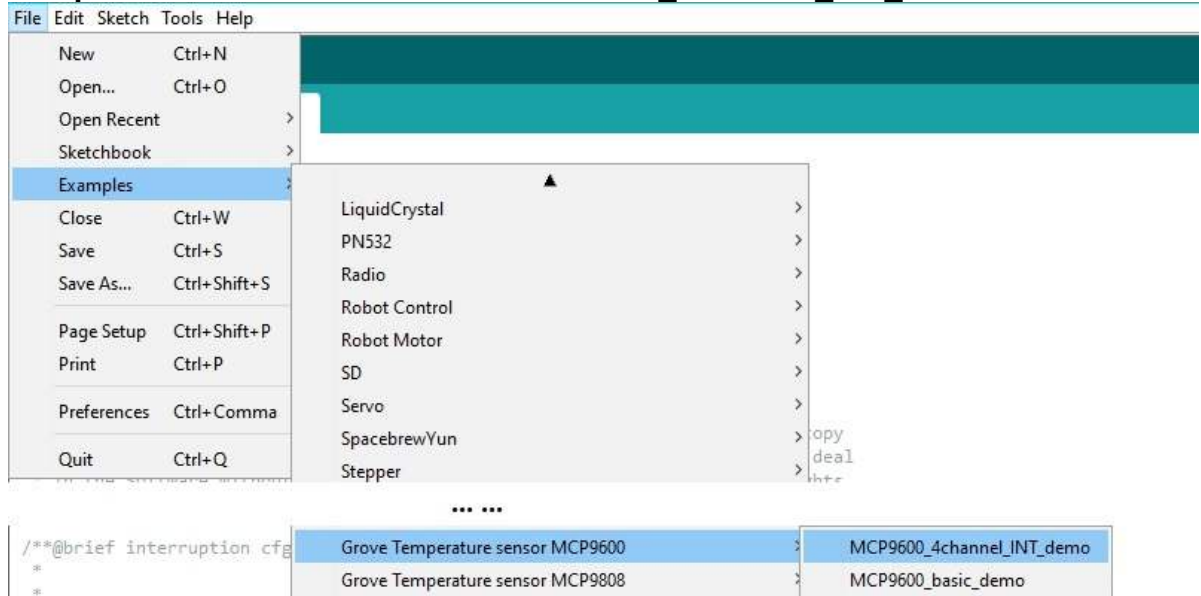 File Edit Sketch Tools Help
New Ctrl+N
Open... Ctrl+O
Open Recent >
Sketchbook >
Examples >
Close Ctrl+W
Save Ctrl+S
Save As... Ctrl+Shift+S
Page Setup Ctrl+Shift+P
Print Ctrl+P
Preferences Ctrl+Comma
Quit Ctrl+Q
▲
LiquidCrystal >
PN532 >
Radio >
Robot Control >
Robot Motor >
SD >
Servo >
SpacebrewYun >
Stepper >
opy
deal
... ...
/**@brief interruption cfg
*
*
Grove Temperature sensor MCP9600 >
Grove Temperature sensor MCP9808 >
MCP9600_4channel_INT_demo
MCP9600_basic_demo